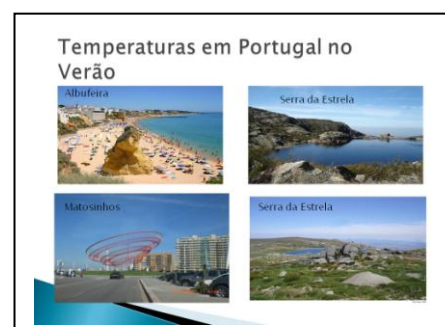 Temperaturas em Portugal no
Verão
Albufeira
Serra da Estrela
Matosinhos
Serra da Estrela